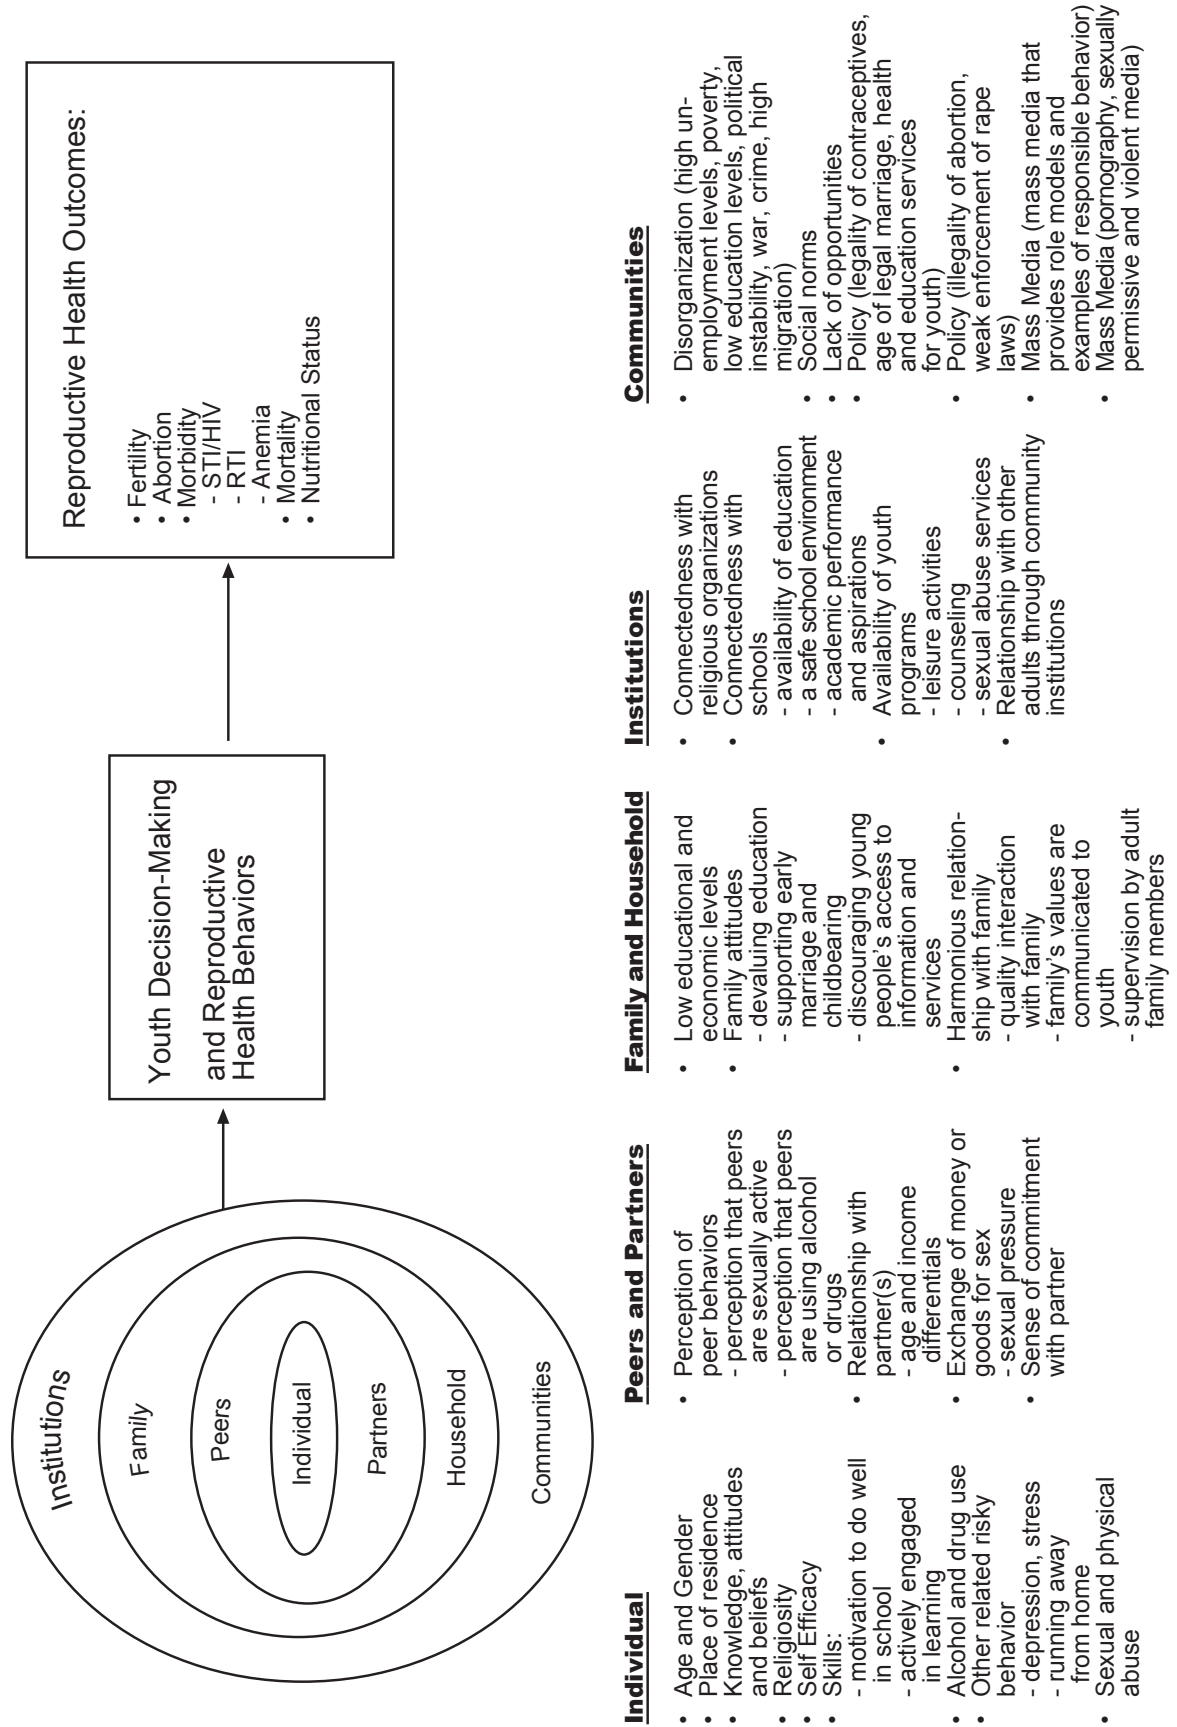 Institutions
Family
Peers
Individual
Partners
Household
Communities
Youth Decision-Making
and Reproductive
Health Behaviors
Reproductive Health Outcomes:
• Fertility
• Abortion
• Morbidity
- STI/HIV
- RTI
- Anemia
• Mortality
• Nutritional Status
Individual
• Age and Gender
• Place of residence
• Knowledge, attitudes
and beliefs
• Religiosity
• Self Efficacy
• Skills:
- motivation to do well
in school
- actively engaged
in learning
• Alcohol and drug use
• Other related risky
behavior
- depression, stress
- running away
from home
• Sexual and physical
abuse
Peers and Partners
• Perception of
peer behaviors
- perception that peers
are sexually active
- perception that peers
are using alcohol
or drugs
• Relationship with
partner(s)
- age and income
differentials
• Exchange of money or
goods for sex
- sexual pressure
• Sense of commitment
with partner
Family and Household
• Low educational and
economic levels
• Family attitudes
- devaluing education
- supporting early
marriage and
childbearing
- discouraging young
people's access to
information and
services
• Harmonious relation-
ship with family
- quality interaction
with family
- family's values are
communicated to
youth
- supervision by adult
family members
Institutions
• Connectedness with
religious organizations
• Connectedness with
schools
- availability of education
- a safe school environment
- academic performance
and aspirations
• Availability of youth
programs
- leisure activities
- counseling
- sexual abuse services
• Relationship with other
adults through community
institutions
Communities
• Disorganization (high un-
employment levels, poverty,
low education levels, political
instability, war, crime, high
migration)
• Social norms
• Lack of opportunities
• Policy (legality of contraceptives,
age of legal marriage, health
and education services
for youth)
• Policy (illegality of abortion,
weak enforcement of rape
laws)
• Mass Media (mass media that
provides role models and
examples of responsible behavior)
• Mass Media (pornography, sexually
permissive and violent media)